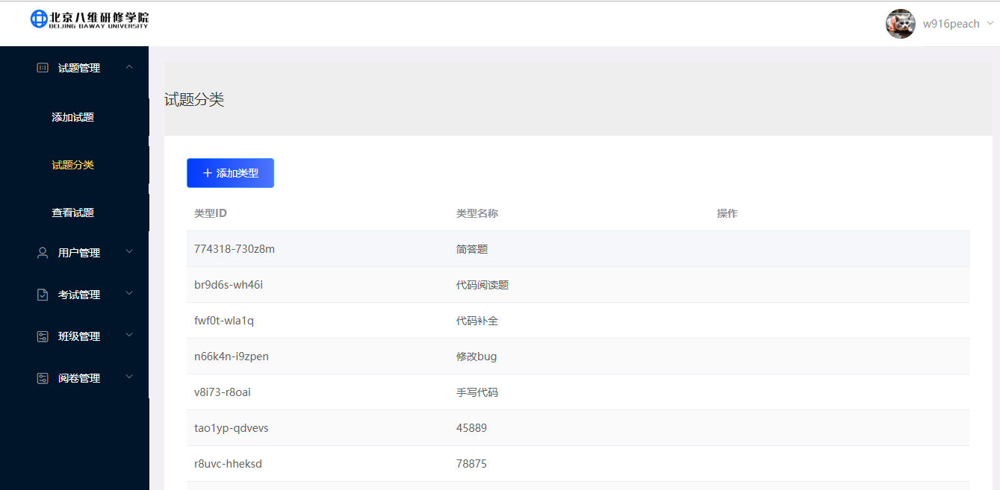 北京八维研修学院
BEIJING BAWAY UNIVERSITY
w916peach
试题管理
添加试题
试题分类
查看试题
用户管理
考试管理
班级管理
阅卷管理
试题分类
+ 添加类型
类型ID 类型名称 操作
774318-730z8m 简答题
br9d6s-wh46i 代码阅读题
fwf0t-wla1q 代码补全
n66k4n-i9zpen 修改bug
v8i73-r8oai 手写代码
tao1yp-qdvevs 45889
r8uvc-hheksd 78875